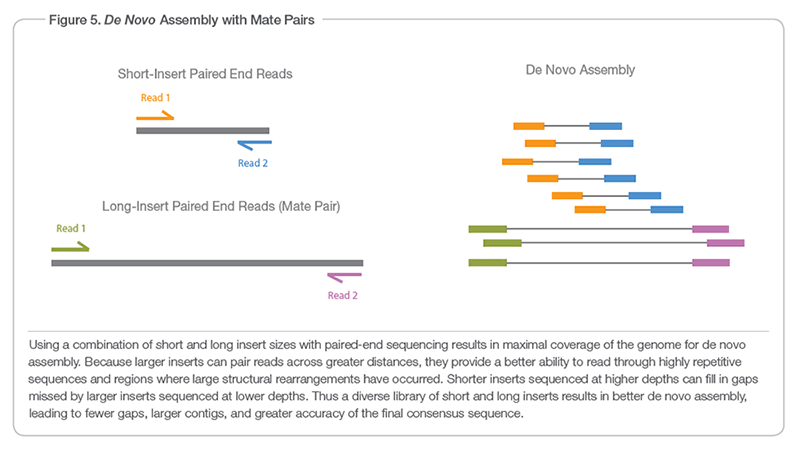 Figure 5. De Novo Assembly with Mate Pairs
Short-Insert Paired End Reads
Read 1
Read 2
Long-Insert Paired End Reads (Mate Pair)
Read 1
Read 2
De Novo Assembly
Using a combination of short and long insert sizes with paired-end sequencing results in maximal coverage of the genome for de novo
assembly. Because larger inserts can pair reads across greater distances, they provide a better ability to read through highly repetitive
sequences and regions where large structural rearrangements have occurred. Shorter inserts sequenced at higher depths can fill in gaps
missed by larger inserts sequenced at lower depths. Thus a diverse library of short and long inserts results in better de novo assembly,
leading to fewer gaps, larger contigs, and greater accuracy of the final consensus sequence.